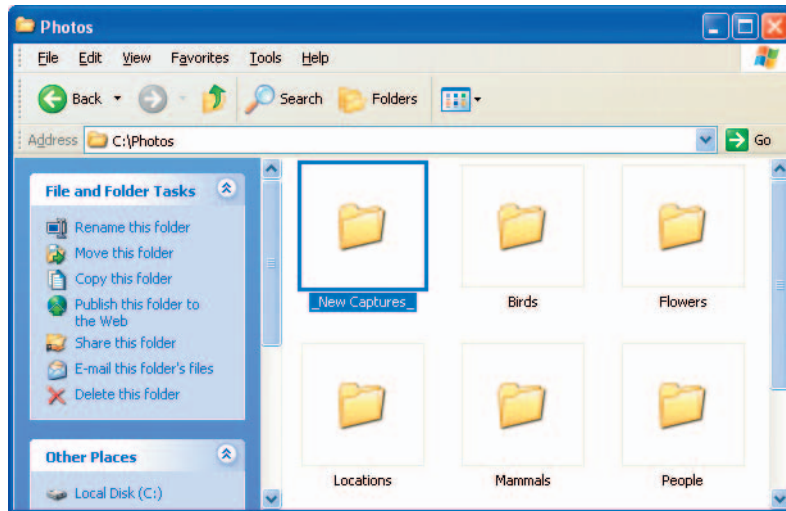 Photos
File Edit View Favorites Tools Help
Back Search Folders
Address C:\Photos Go
File and Folder Tasks
Rename this folder
Move this folder
Copy this folder
Publish this folder to
the Web
Share this folder
E-mail this folder's files
Delete this folder
Other Places
Local Disk (C:)
_New Captures_ Birds Flowers
Locations Mammals People